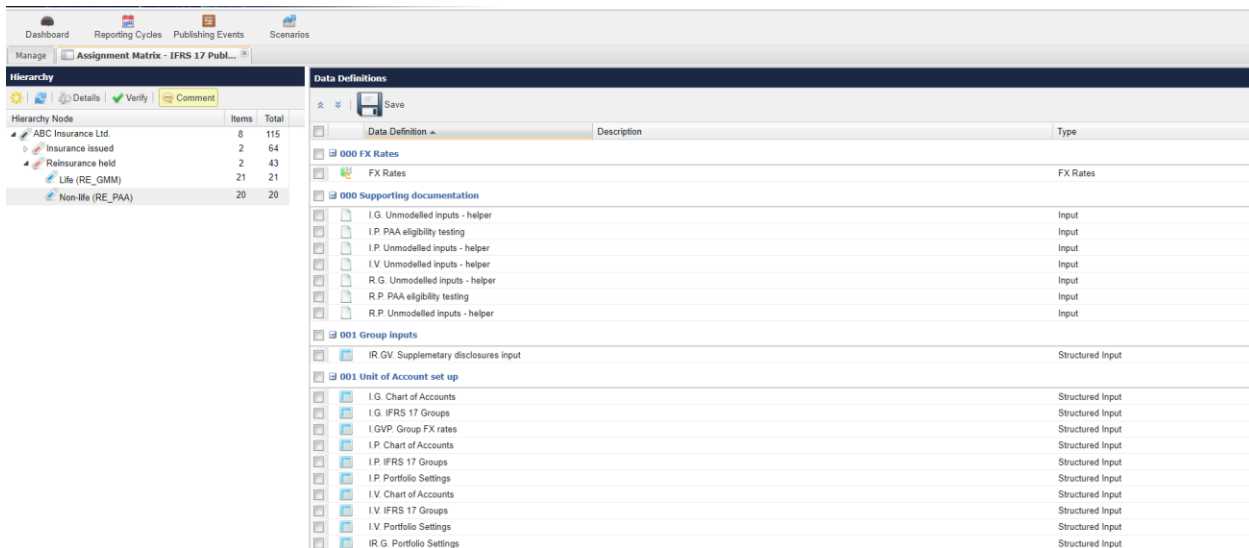 Dashboard Reporting Cycles Publishing Events Scenarios
Manage Assignment Matrix - IFRS 17 Publ...
Hierarchy
Details Verify Comment
Hierarchy Node Items Total
ABC Insurance Ltd. 8 115
Insurance issued 2 64
Reinsurance held 2 43
Life (RE_GMM) 21 21
Non-life (RE_PAA) 20 20
Data Definitions
Save
Data Definition Description Type
000 FX Rates
FX Rates FX Rates
000 Supporting documentation
I.G. Unmodelled inputs - helper Input
I.P. PAA eligibility testing Input
I.P. Unmodelled inputs - helper Input
I.V. Unmodelled inputs - helper Input
R.G. Unmodelled inputs - helper Input
R.P. PAA eligibility testing Input
R.P. Unmodelled inputs - helper Input
001 Group inputs
IR.GV. Supplemetary disclosures input Structured Input
001 Unit of Account set up
I.G. Chart of Accounts Structured Input
I.G. IFRS 17 Groups Structured Input
I.GVP. Group FX rates Structured Input
I.P. Chart of Accounts Structured Input
I.P. IFRS 17 Groups Structured Input
I.P. Portfolio Settings Structured Input
I.V. Chart of Accounts Structured Input
I.V. IFRS 17 Groups Structured Input
I.V. Portfolio Settings Structured Input
IR.G. Portfolio Settings Structured Input